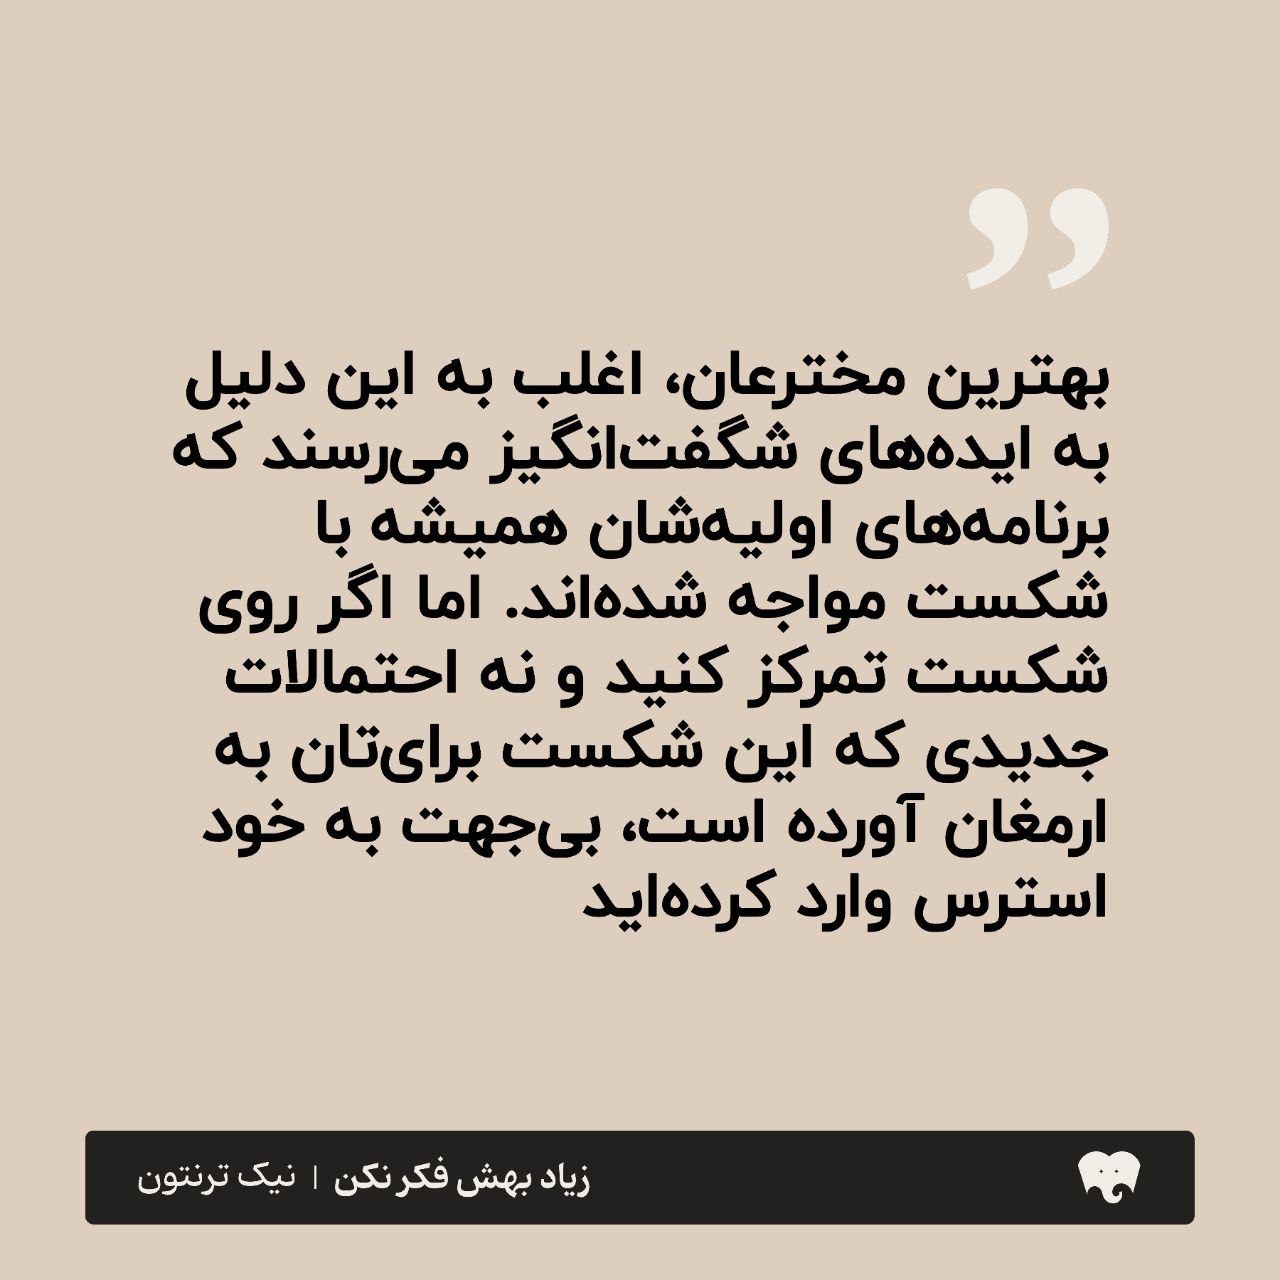 ”
بهترین مخترعان، اغلب به این دلیل
به ایده‌های شگفت‌انگیز می‌رسند که
برنامه‌های اولیه‌شان همیشه با
شکست مواجه شده‌اند. اما اگر روی
شکست تمرکز کنید و نه احتمالات
جدیدی که این شکست برای‌تان به
ارمغان آورده است، بی‌جهت به خود
استرس وارد کرده‌اید
زیاد بهش فکر نکن | نیک ترنتون